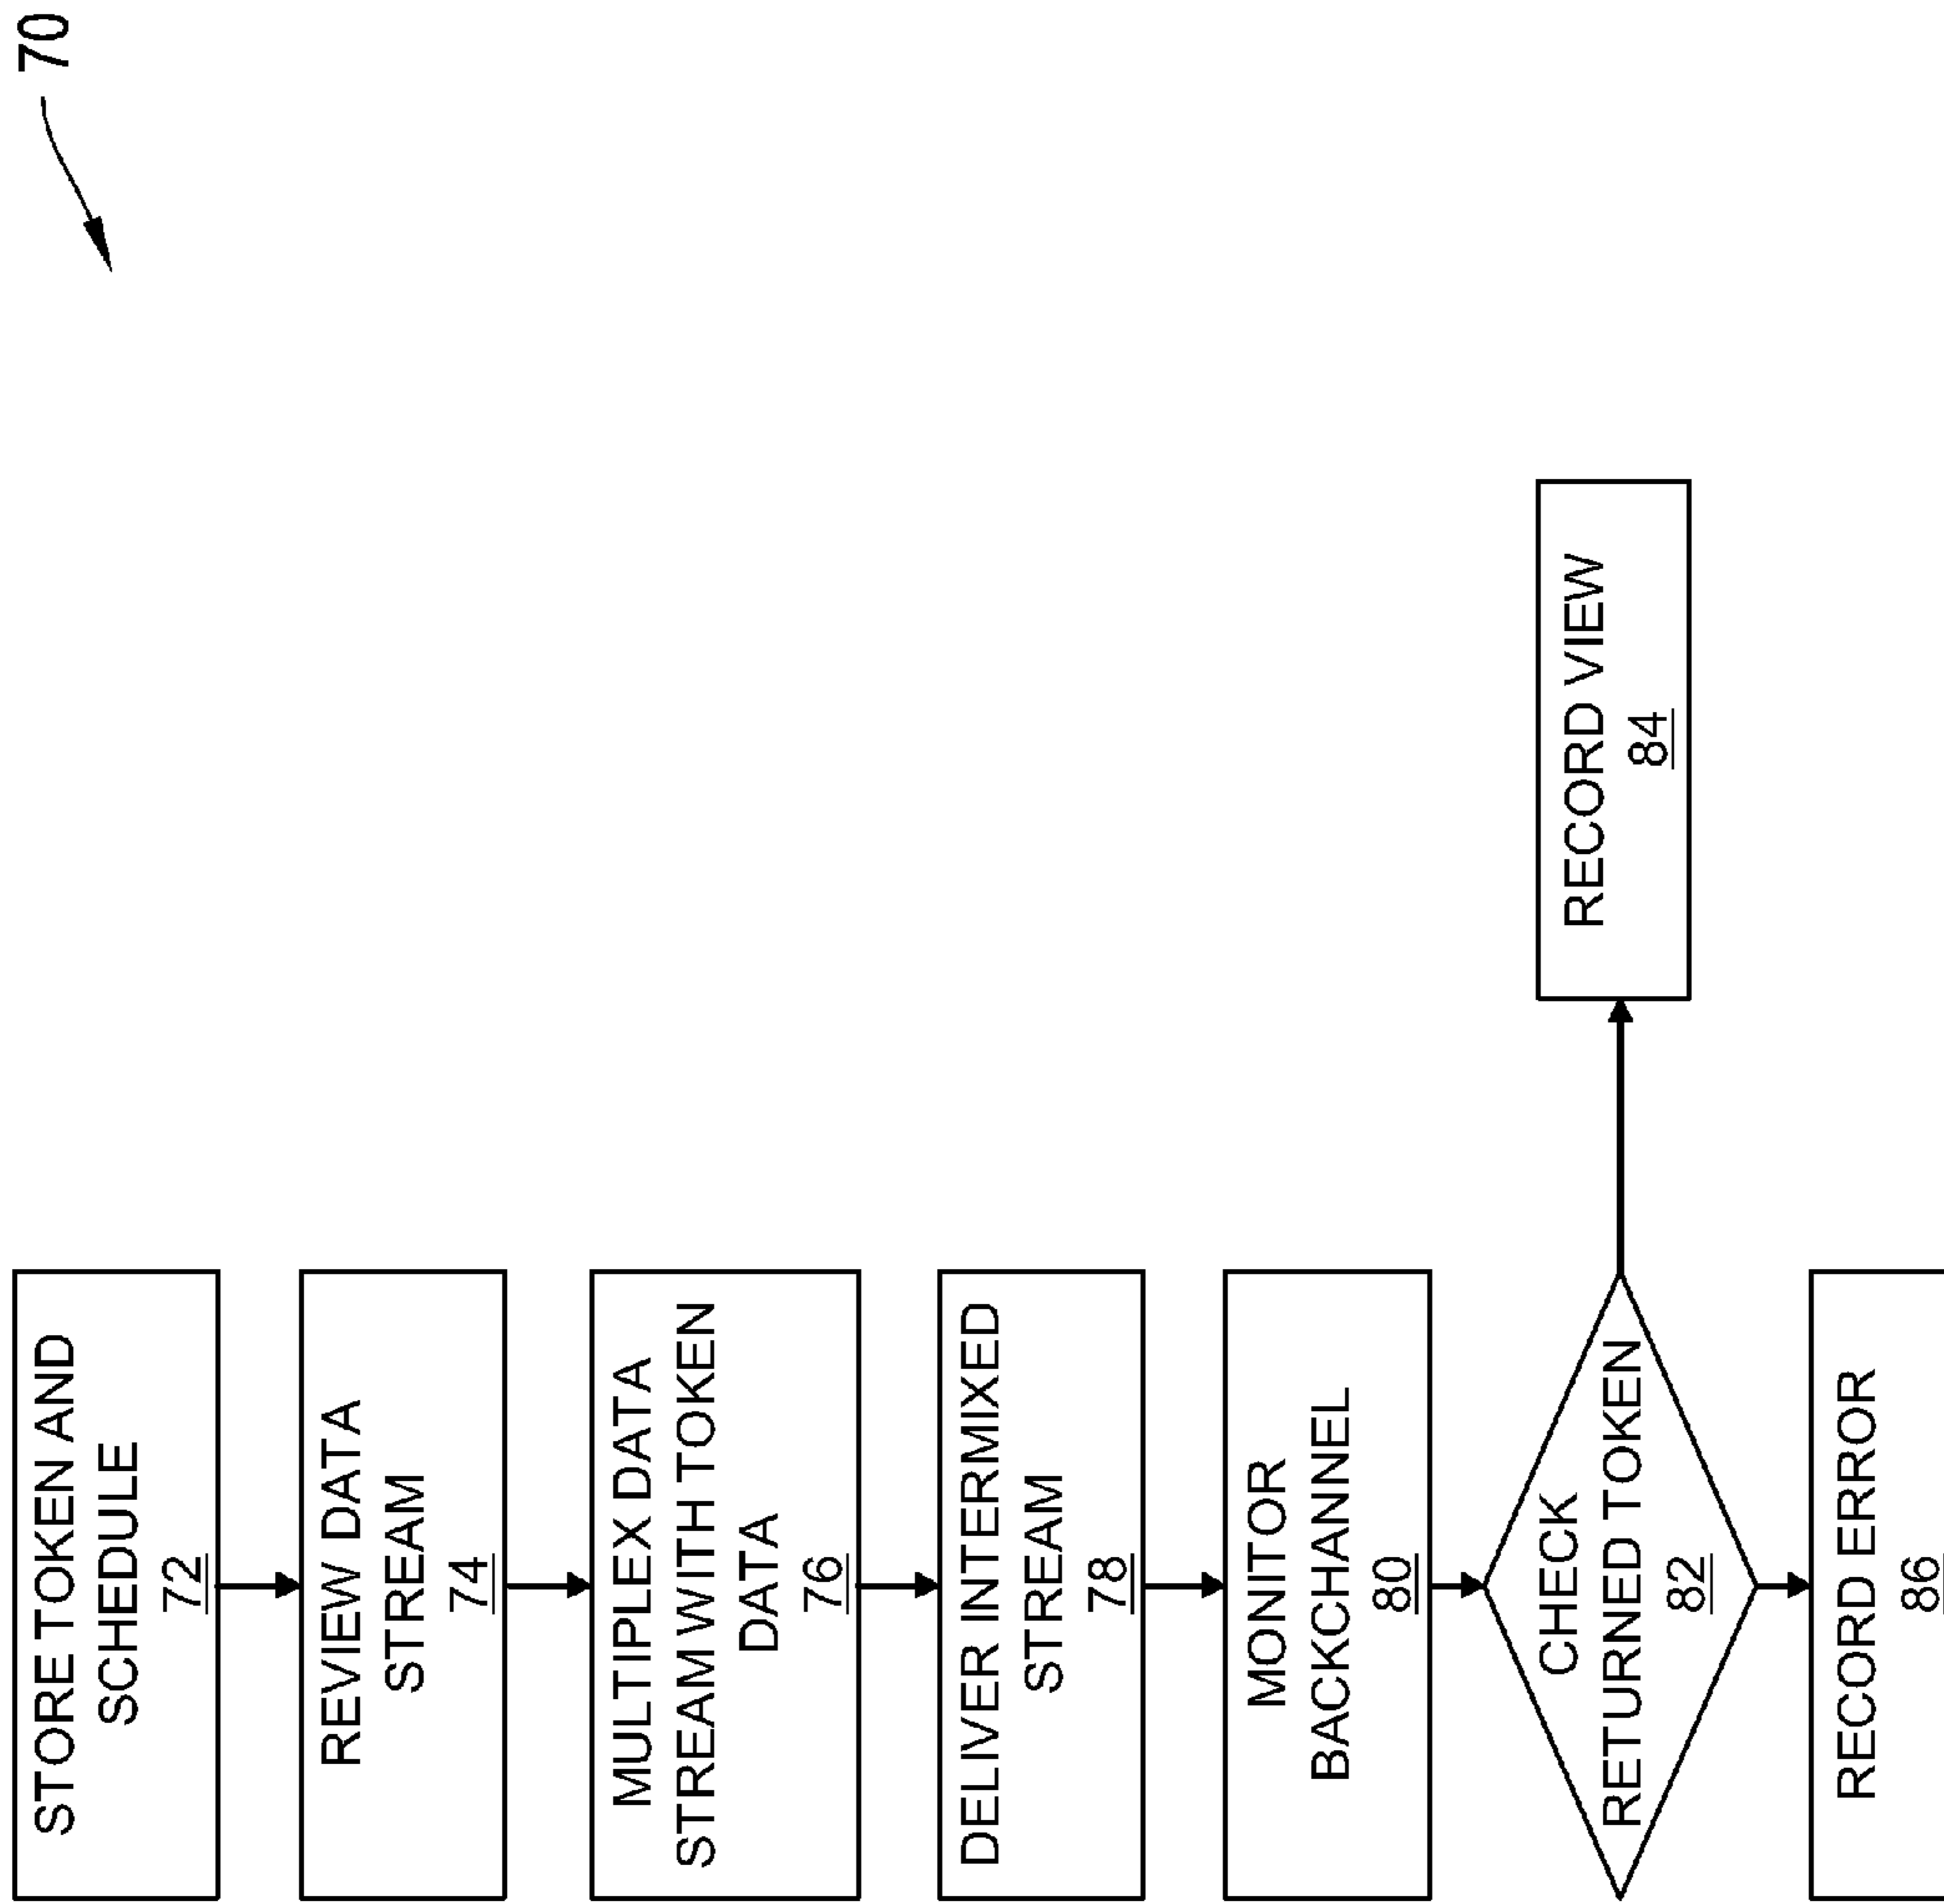 70
STORE TOKEN AND
SCHEDULE
72
REVIEW DATA
STREAM
74
MULTIPLEX DATA
STREAM WITH TOKEN
DATA
76
DELIVER INTERMIXED
STREAM
78
MONITOR
BACKCHANNEL
80
CHECK
RETURNED TOKEN
82
RECORD VIEW
84
RECORD ERROR
86